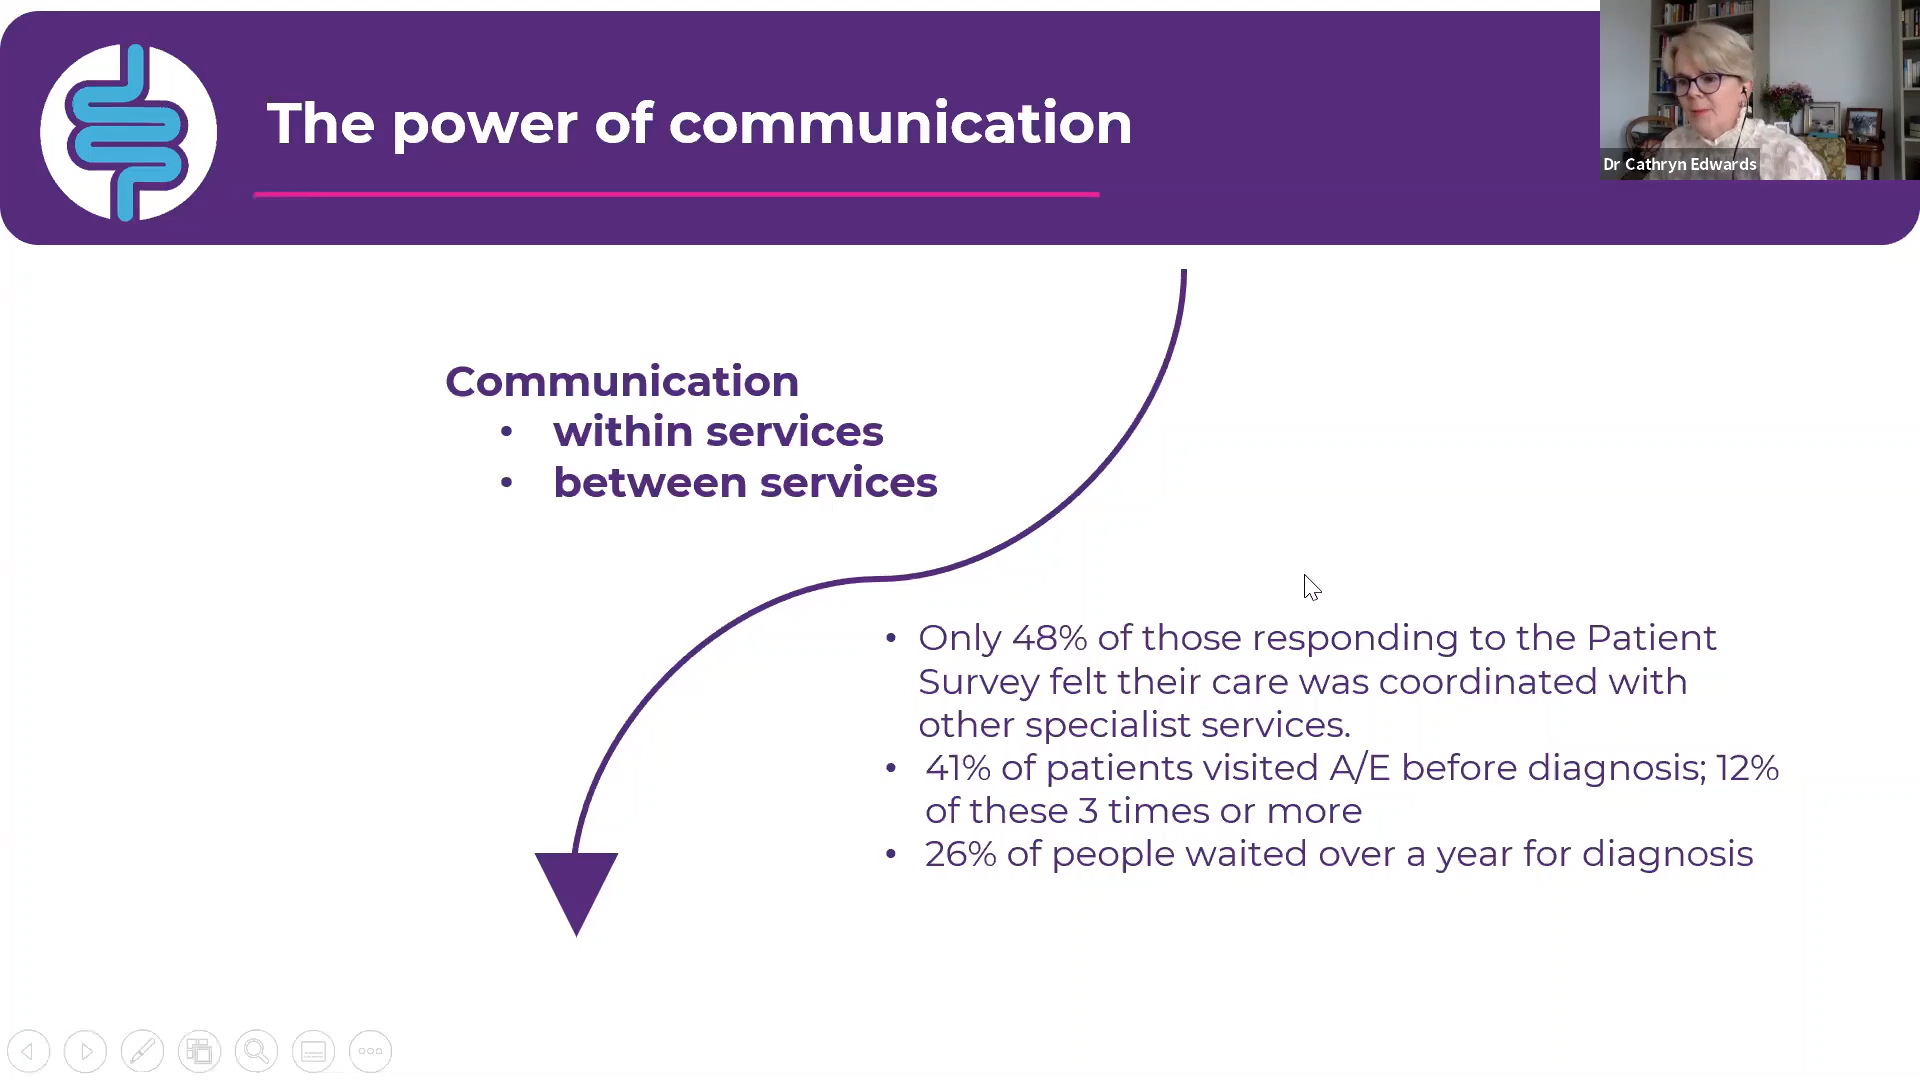 The power of communication
Dr Cathryn Edwards
Communication
• within services
• between services
• Only 48% of those responding to the Patient
Survey felt their care was coordinated with
other specialist services.
• 41% of patients visited A/E before diagnosis; 12%
of these 3 times or more
• 26% of people waited over a year for diagnosis